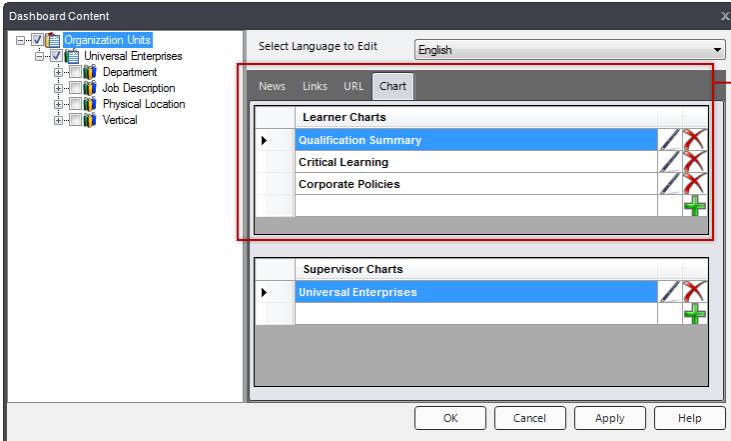 Dashboard Content
X
Organization Units
Universal Enterprises
Department
Job Description
Physical Location
Vertical
Select Language to Edit
English
News Links URL Chart
Learner Charts
Qualification Summary
Critical Learning
Corporate Policies
Supervisor Charts
Universal Enterprises
OK Cancel Apply Help